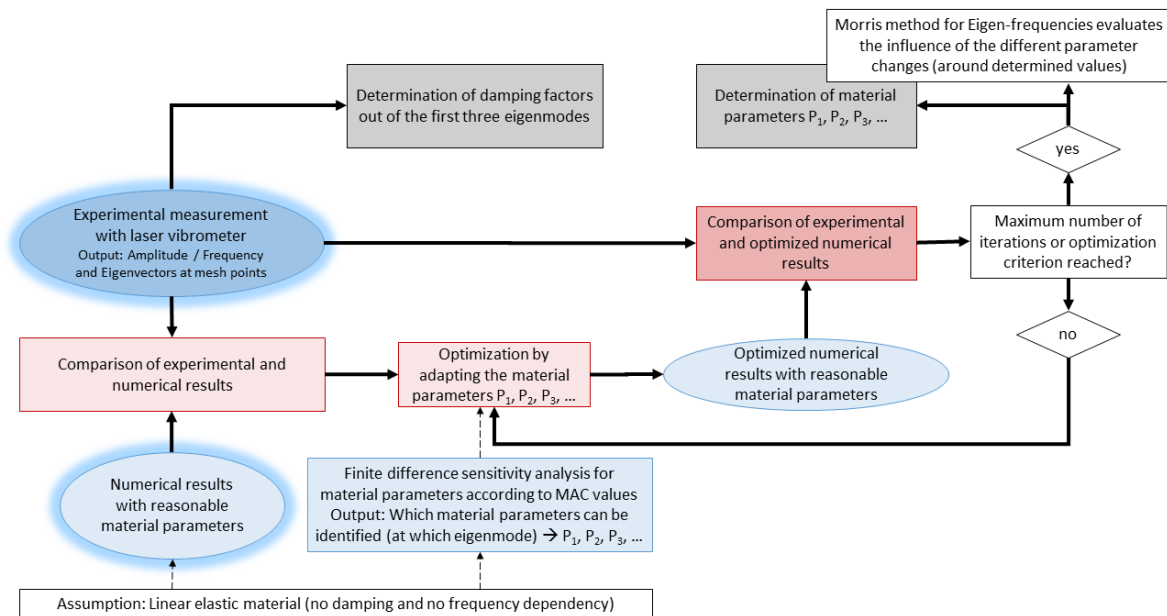 Morris method for Eigen-frequencies evaluates
the influence of the different parameter
changes (around determined values)
Determination of damping factors
out of the first three eigenmodes
Determination of material
parameters P₁, P₂, P₃, ...
yes
Experimental measurement
with laser vibrometer
Output: Amplitude / Frequency
and Eigenvectors at mesh points
Comparison of experimental
and optimized numerical
results
Maximum number of
iterations or optimization
criterion reached?
no
Comparison of experimental and
numerical results
Optimization by
adapting the material
parameters P₁, P₂, P₃, ...
Optimized numerical
results with reasonable
material parameters
Numerical results
with reasonable
material parameters
Finite difference sensitivity analysis for
material parameters according to MAC values
Output: Which material parameters can be
identified (at which eigenmode) → P₁, P₂, P₃, ...
Assumption: Linear elastic material (no damping and no frequency dependency)